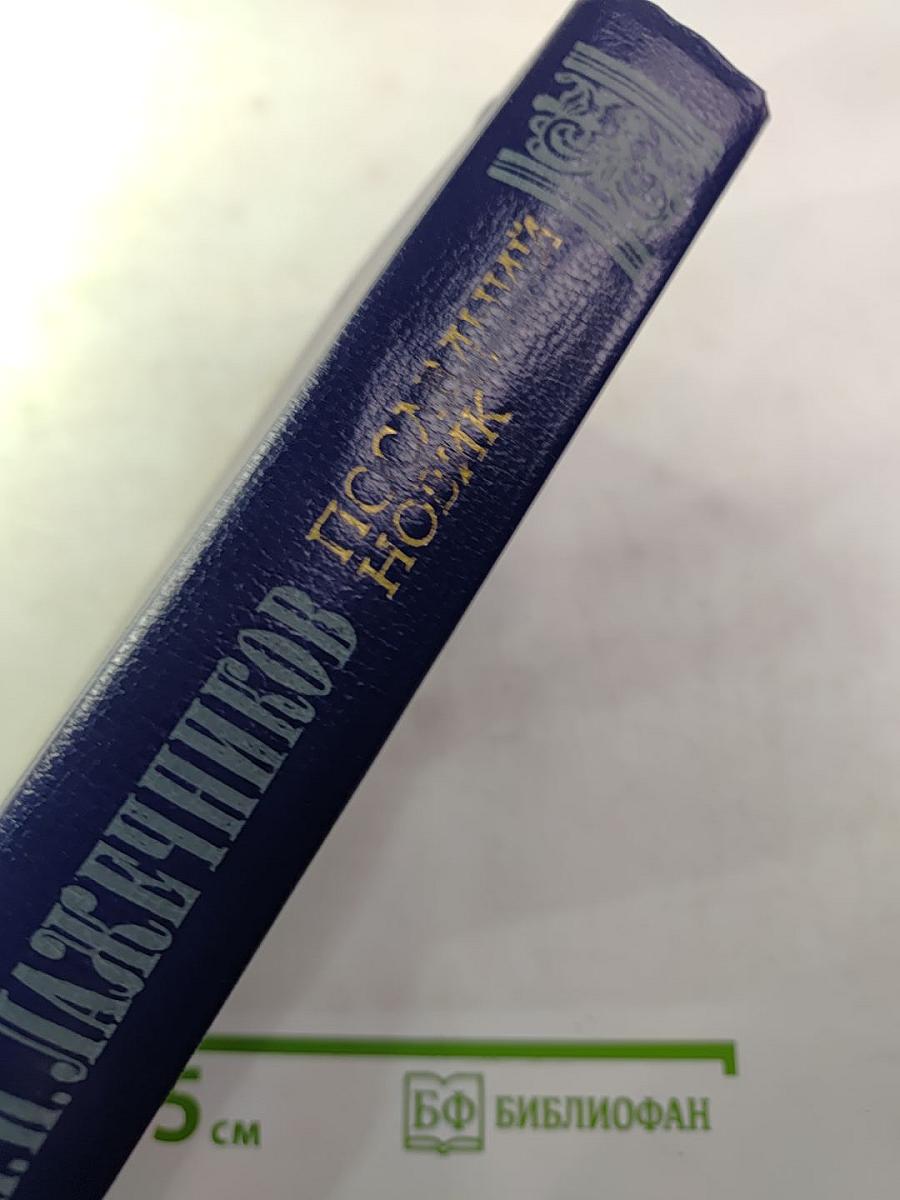 И.И. ЛАЖЕЧНИКОВ
ПОСЛЕДНИЙ
НОВИК
5 см
БФ БИБЛИОФАН